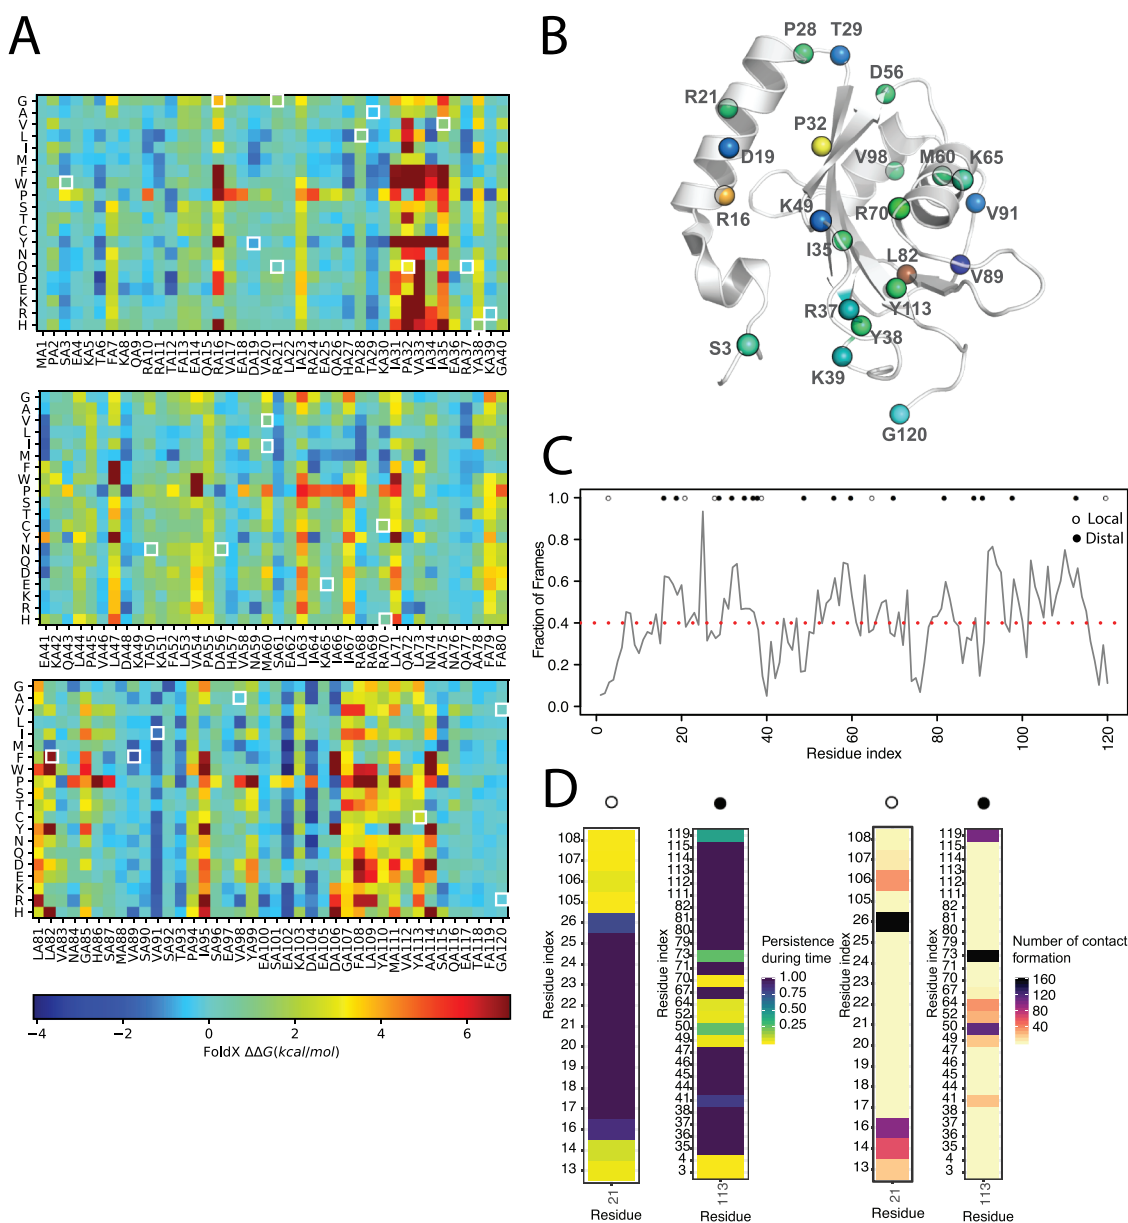 A
G
A
V
L
I
M
F
W
P
S
T
C
Y
N
Q
D
E
K
R
H
MA1 PA2 SA3 EA4 KA5 TA6 FA7 KA8 QA9 RA10 RA11 TA12 FA13 EA14 QA15 RA16 VA17 EA18 DA19 VA20 RA21 LA22 IA23 RA24 EA25 QA26 HA27 PA28 TA29 KA30 IA31 PA32 VA33 IA34 IA35 EA36 RA37 YA38 KA39 GA40
G
A
V
L
I
M
F
W
P
S
T
C
Y
N
Q
D
E
K
R
H
EA41 KA42 QA43 LA44 PA45 VA46 LA47 DA48 KA49 TA50 KA51 FA52 LA53 VA54 PA55 DA56 HA57 VA58 NA59 MA60 SA61 EA62 LA63 IA64 KA65 IA66 IA67 RA68 RA69 RA70 LA71 QA72 LA73 NA74 AA75 NA76 QA77 AA78 FA79 FA80
G
A
V
L
I
M
F
W
P
S
T
C
Y
N
Q
D
E
K
R
H
LA81 LA82 VA83 NA84 GA85 HA86 SA87 MA88 VA89 SA90 VA91 SA92 TA93 PA94 IA95 SA96 EA97 VA98 YA99 EA100 SA101 EA102 KA103 DA104 EA105 DA106 GA107 FA108 LA109 YA110 MA111 VA112 YA113 AA114 SA115 QA116 EA117 TA118 FA119 GA120
−4 −2 0 2 4 6
FoldX ΔΔG(kcal/mol)
B
P28 T29
D56
R21
P32
D19
V98 M60 K65
R16
K49 R70 V91
I35
L82
V89
R37 Y113
Y38
S3
K39
G120
C
Fraction of Frames
1.0
0.8
0.6
0.4
0.2
0.0
Local
Distal
0 20 40 60 80 100 120
Residue index
D
Residue index
108
107
106
105
26
25
24
23
22
21
20
19
18
17
16
14
13
21
Residue
Residue index
119
115
114
113
112
111
82
81
80
79
73
71
70
67
64
52
50
49
47
46
45
44
41
38
37
36
35
4
3
113
Residue
Persistence
during time
1.00
0.75
0.50
0.25
Residue index
108
107
106
105
26
25
24
23
22
21
20
19
18
17
16
14
13
21
Residue
Residue index
119
115
114
113
112
111
82
81
80
79
73
71
70
67
64
52
50
49
47
46
45
44
41
38
37
36
35
4
3
113
Residue
Number of contact
formation
160
120
80
40